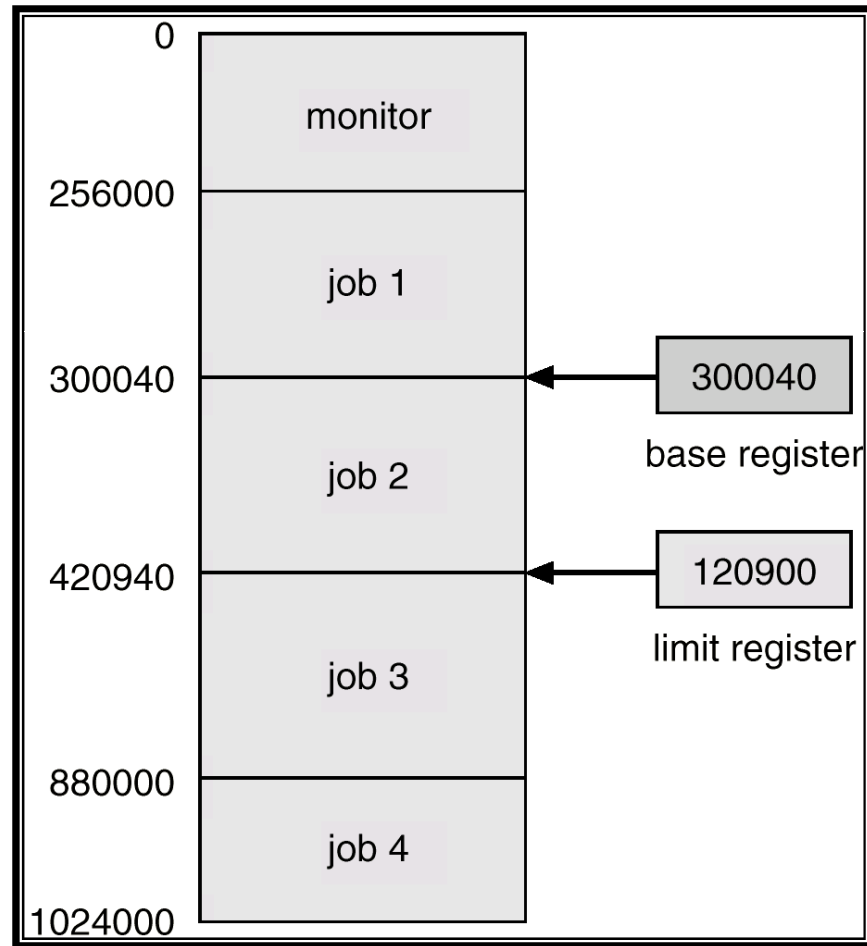 0
monitor
256000
job 1
300040
300040
base register
job 2
420940
120900
limit register
job 3
880000
job 4
1024000